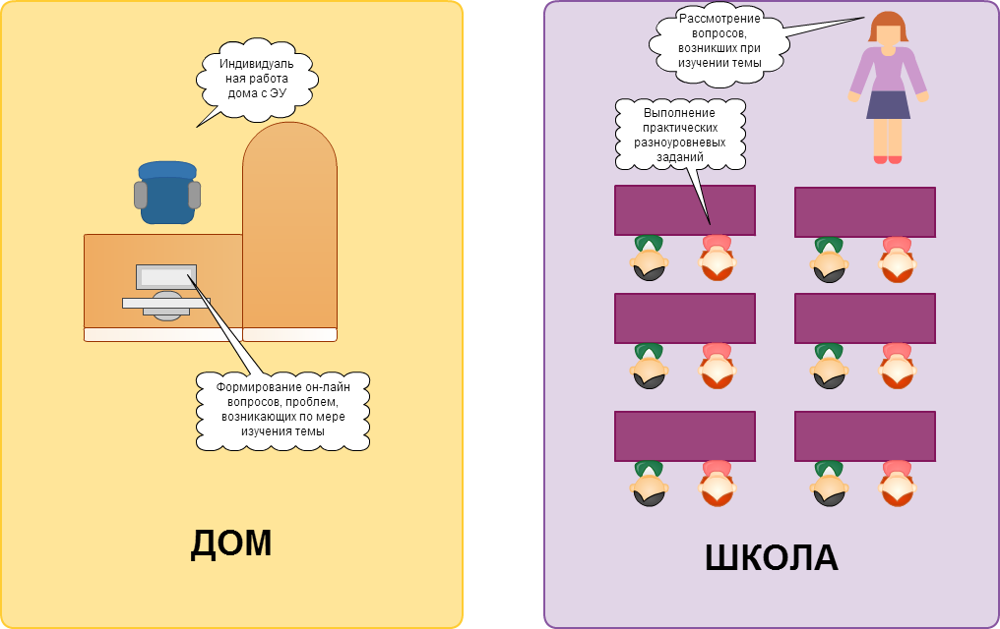 Индивидуаль
ная работа
дома с ЭУ
Формирование он-лайн
вопросов, проблем,
возникающих по мере
изучения темы
ДОМ
Рассмотрение
вопросов,
возникших при
изучении темы
Выполнение
практических
разноуровневых
заданий
ШКОЛА